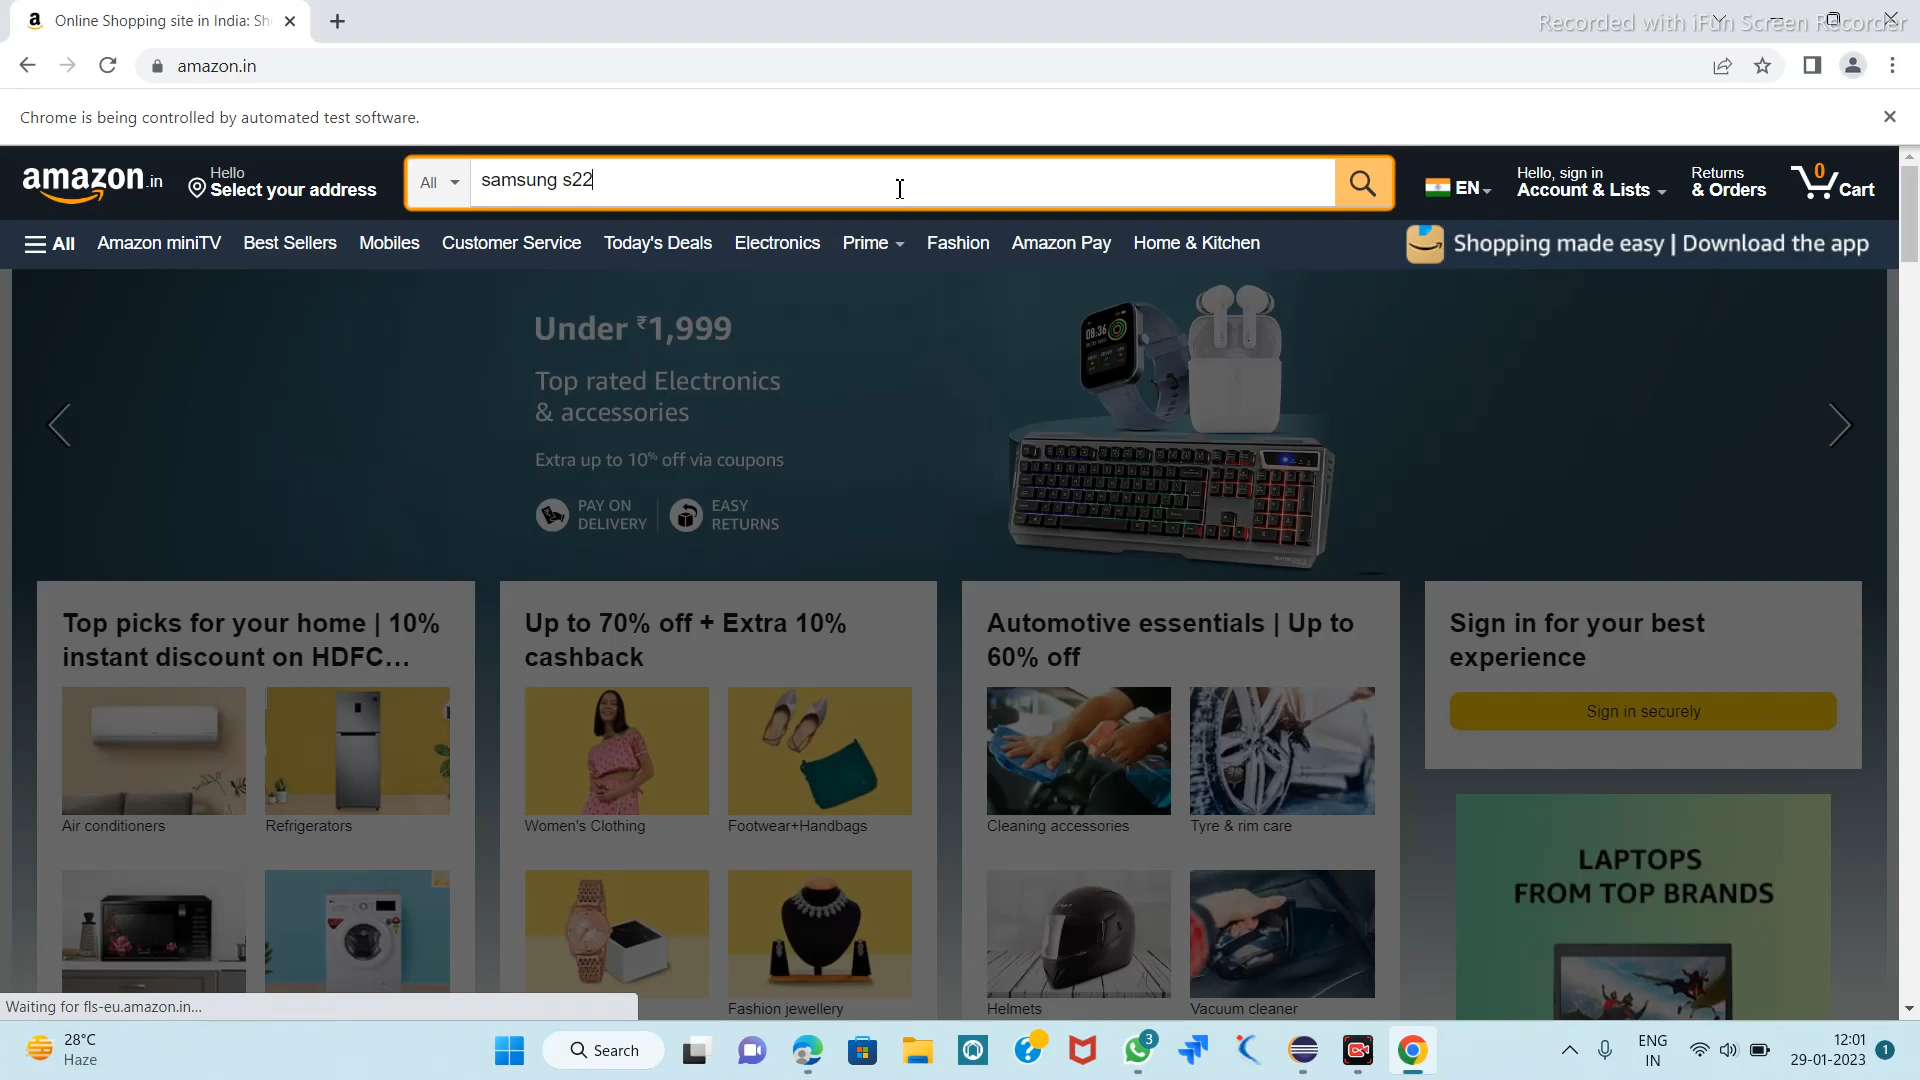 Online Shopping site in India: Sh
Recorded with iFun Screen Recorder
amazon.in
Chrome is being controlled by automated test software.
amazon.in
Hello
Select your address
All
samsung s22
EN
Hello, sign in
Account & Lists
Returns
& Orders
0
Cart
All
Amazon miniTV
Best Sellers
Mobiles
Customer Service
Today's Deals
Electronics
Prime
Fashion
Amazon Pay
Home & Kitchen
Shopping made easy | Download the app
Under ₹1,999
Top rated Electronics
& accessories
Extra up to 10% off via coupons
PAY ON
DELIVERY
EASY
RETURNS
08:36
Top picks for your home | 10%
instant discount on HDFC...
Air conditioners
Refrigerators
Up to 70% off + Extra 10%
cashback
Women's Clothing
Footwear+Handbags
Fashion jewellery
Automotive essentials | Up to
60% off
Cleaning accessories
Tyre & rim care
Helmets
Vacuum cleaner
Sign in for your best
experience
Sign in securely
LAPTOPS
FROM TOP BRANDS
Waiting for fls-eu.amazon.in...
28°C
Haze
Search
3
ENG
IN
12:01
29-01-2023
1